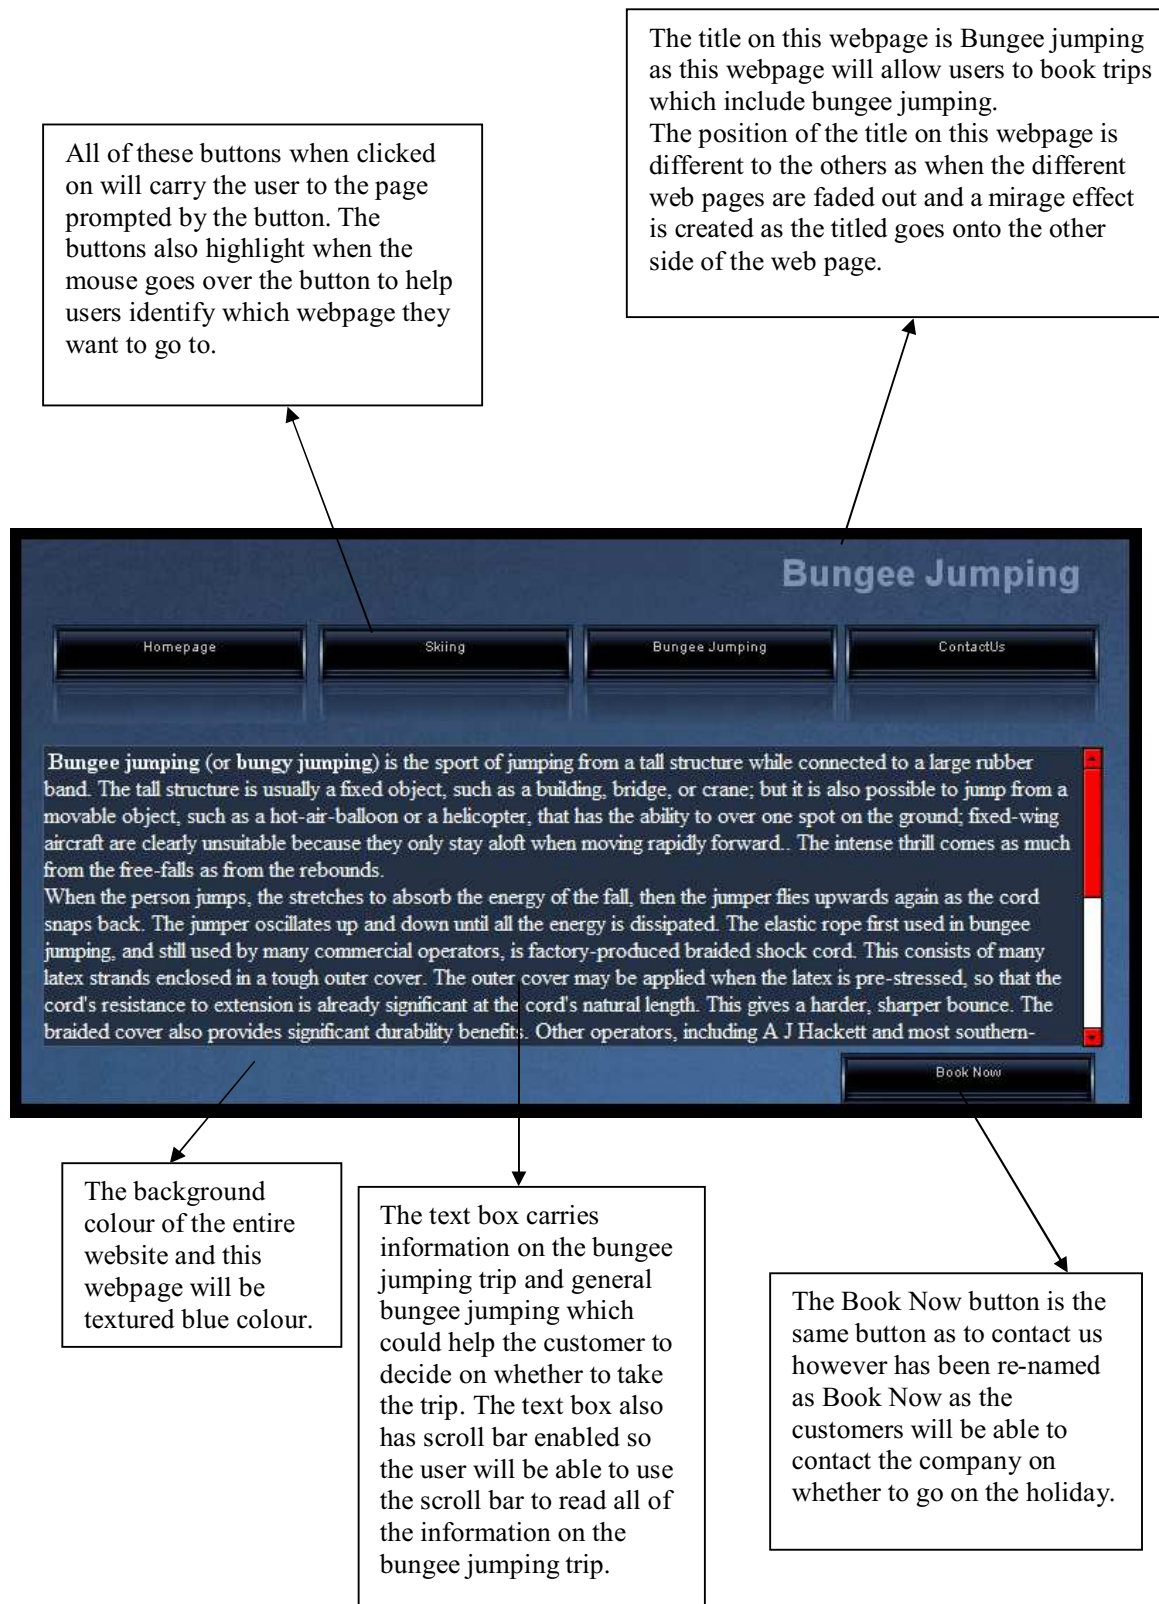 The title on this webpage is Bungee jumping
as this webpage will allow users to book trips
which include bungee jumping.
The position of the title on this webpage is
different to the others as when the different
web pages are faded out and a mirage effect
is created as the titled goes onto the other
side of the web page.
All of these buttons when clicked
on will carry the user to the page
prompted by the button. The
buttons also highlight when the
mouse goes over the button to help
users identify which webpage they
want to go to.
Bungee Jumping
Homepage
Skiing
Bungee Jumping
ContactUs
Bungee jumping (or bungy jumping) is the sport of jumping from a tall structure while connected to a large rubber
band. The tall structure is usually a fixed object, such as a building, bridge, or crane; but it is also possible to jump from a
movable object, such as a hot-air-balloon or a helicopter, that has the ability to over one spot on the ground; fixed-wing
aircraft are clearly unsuitable because they only stay aloft when moving rapidly forward.. The intense thrill comes as much
from the free-falls as from the rebounds.
When the person jumps, the stretches to absorb the energy of the fall, then the jumper flies upwards again as the cord
snaps back. The jumper oscillates up and down until all the energy is dissipated. The elastic rope first used in bungee
jumping, and still used by many commercial operators, is factory-produced braided shock cord. This consists of many
latex strands enclosed in a tough outer cover. The outer cover may be applied when the latex is pre-stressed, so that the
cord's resistance to extension is already significant at the cord's natural length. This gives a harder, sharper bounce. The
braided cover also provides significant durability benefits. Other operators, including A J Hackett and most southern-
Book Now
The background
colour of the entire
website and this
webpage will be
textured blue colour.
The text box carries
information on the bungee
jumping trip and general
bungee jumping which
could help the customer to
decide on whether to take
the trip. The text box also
has scroll bar enabled so
the user will be able to use
the scroll bar to read all of
the information on the
bungee jumping trip.
The Book Now button is the
same button as to contact us
however has been re-named
as Book Now as the
customers will be able to
contact the company on
whether to go on the holiday.